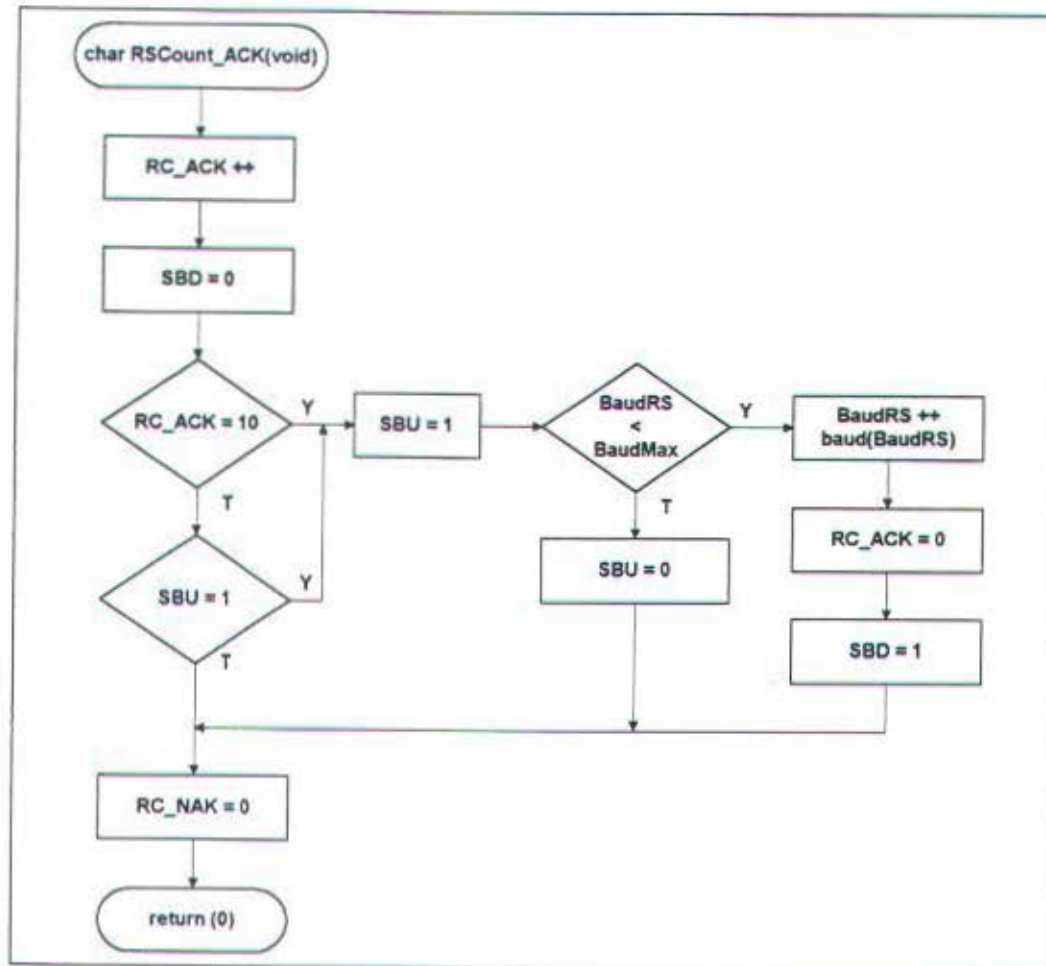 char RSCount_ACK(void)
RC_ACK ++
SBD = 0
RC_ACK = 10
Y
T
SBU = 1
Y
T
SBU = 1
BaudRS
<
BaudMax
Y
T
SBU = 0
BaudRS ++
baud(BaudRS)
RC_ACK = 0
SBD = 1
RC_NAK = 0
return (0)